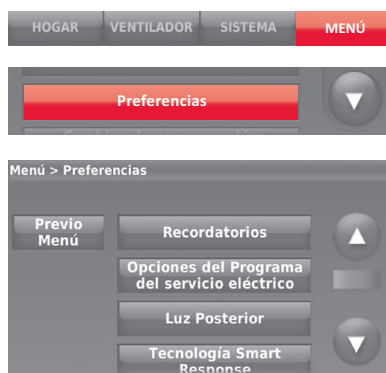 HOGAR VENTILADOR SISTEMA MENÚ
Preferencias
Menú > Preferencias
Previo
Menú
Recordatorios
Opciones del Programa
del servicio eléctrico
Luz Posterior
Tecnología Smart
Response